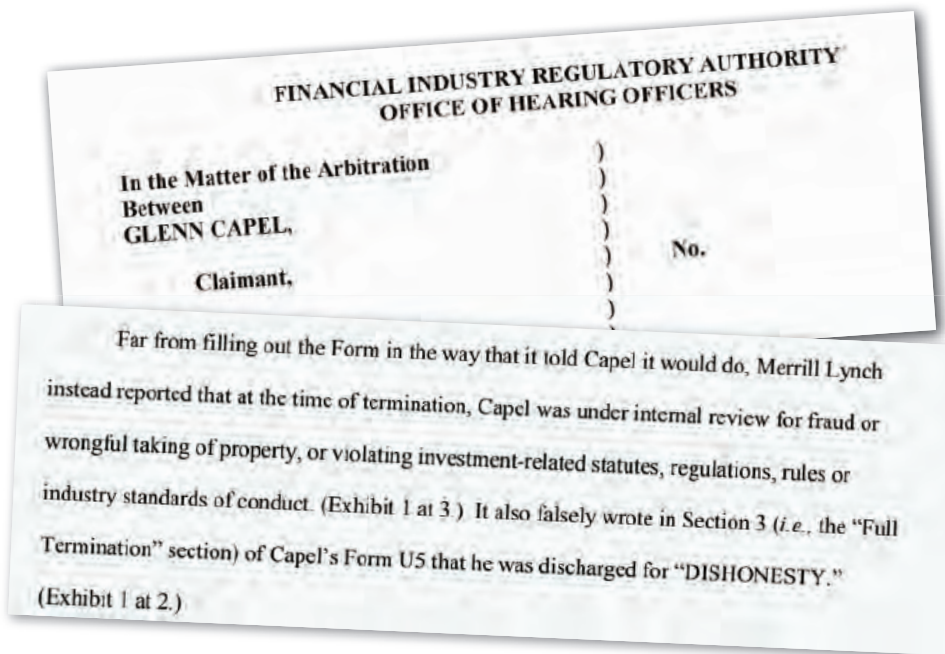 FINANCIAL INDUSTRY REGULATORY AUTHORITY
OFFICE OF HEARING OFFICERS
In the Matter of the Arbitration
Between
GLENN CAPEL,
Claimant,
)
)
)
)
)
)
)
No.
Far from filling out the Form in the way that it told Capel it would do, Merrill Lynch
instead reported that at the time of termination, Capel was under internal review for fraud or
wrongful taking of property, or violating investment-related statutes, regulations, rules or
industry standards of conduct. (Exhibit 1 at 3.) It also falsely wrote in Section 3 (i.e., the “Full
Termination” section) of Capel’s Form U5 that he was discharged for “DISHONESTY.”
(Exhibit 1 at 2.)